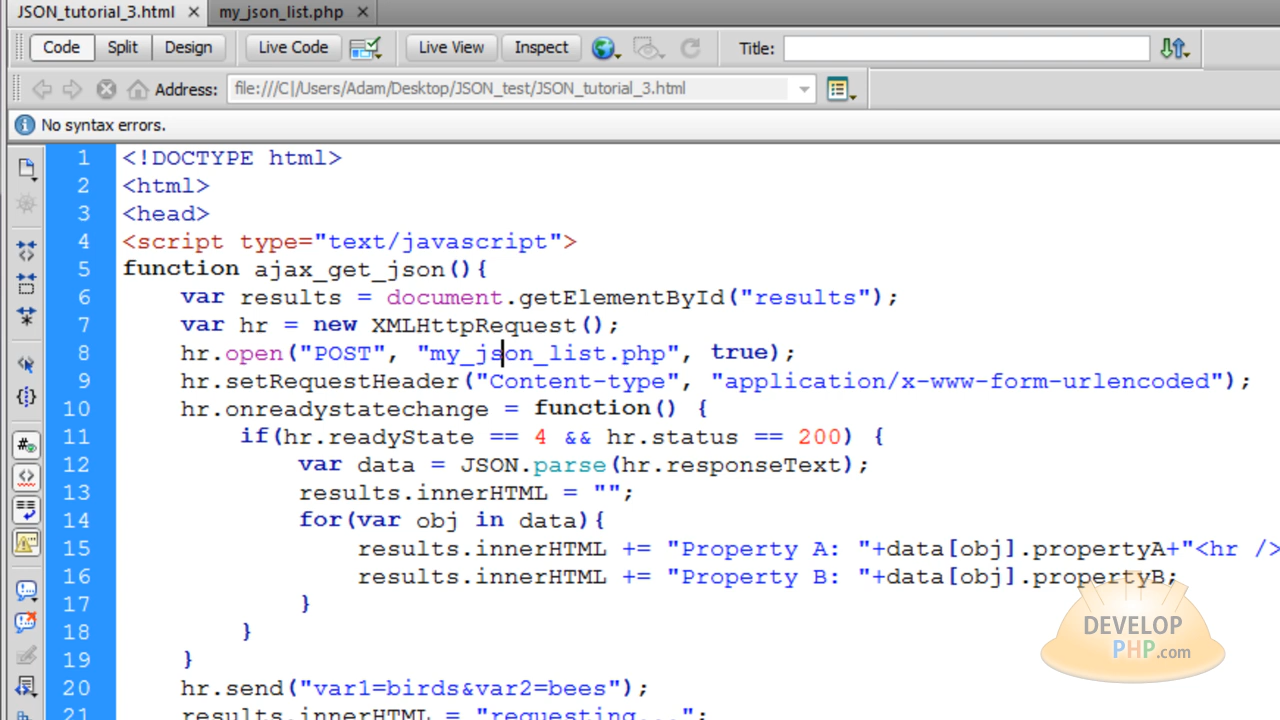 JSON_tutorial_3.html × my_json_list.php ×
Code Split Design Live Code Live View Inspect Title:
Address: file:///C|/Users/Adam/Desktop/JSON_test/JSON_tutorial_3.html
No syntax errors.
1 <!DOCTYPE html>
2 <html>
3 <head>
4 <script type="text/javascript">
5 function ajax_get_json(){
6 var results = document.getElementById("results");
7 var hr = new XMLHttpRequest();
8 hr.open("POST", "my_json_list.php", true);
9 hr.setRequestHeader("Content-type", "application/x-www-form-urlencoded");
10 hr.onreadystatechange = function() {
11 if(hr.readyState == 4 && hr.status == 200) {
12 var data = JSON.parse(hr.responseText);
13 results.innerHTML = "";
14 for(var obj in data){
15 results.innerHTML += "Property A: "+data[obj].propertyA+"<hr />
16 results.innerHTML += "Property B: "+data[obj].propertyB;
17 }
18 }
19 }
20 hr.send("var1=birds&var2=bees");
21 results.innerHTML = "requesting...";
DEVELOP
PHP.com